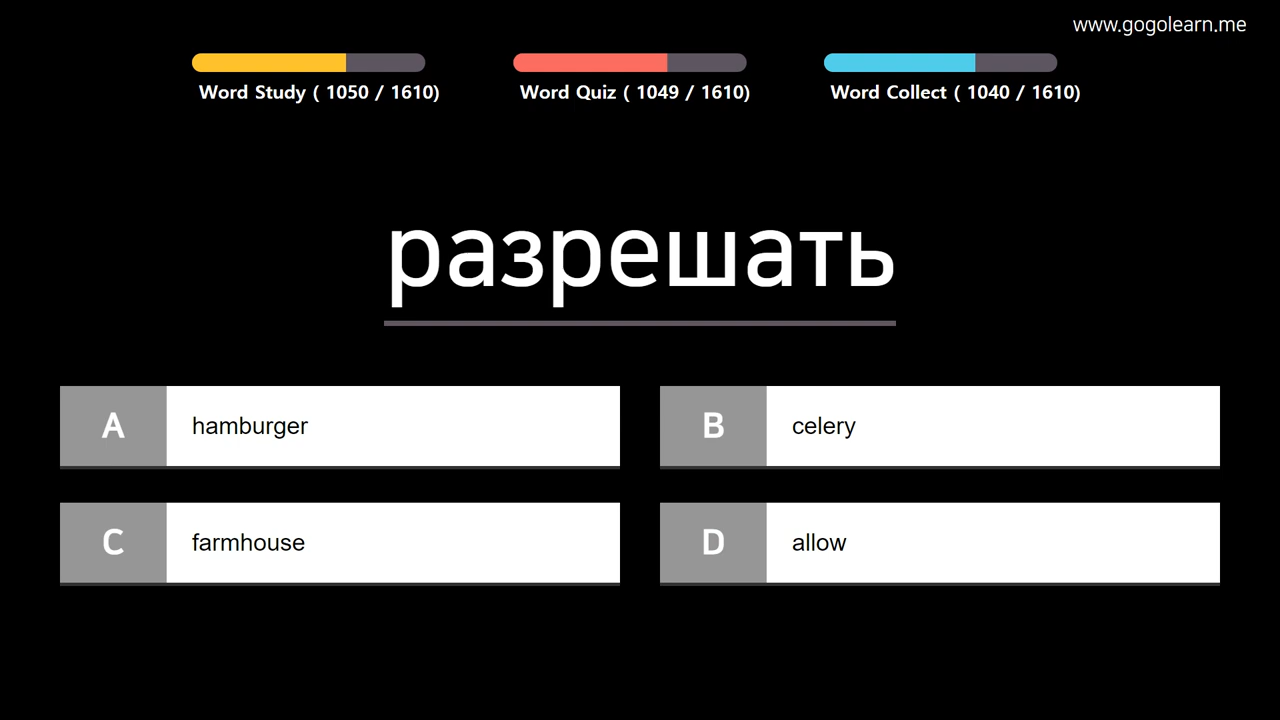 www.gogolearn.me
Word Study ( 1050 / 1610)
Word Quiz ( 1049 / 1610)
Word Collect ( 1040 / 1610)
разрешать
A hamburger
B celery
C farmhouse
D allow